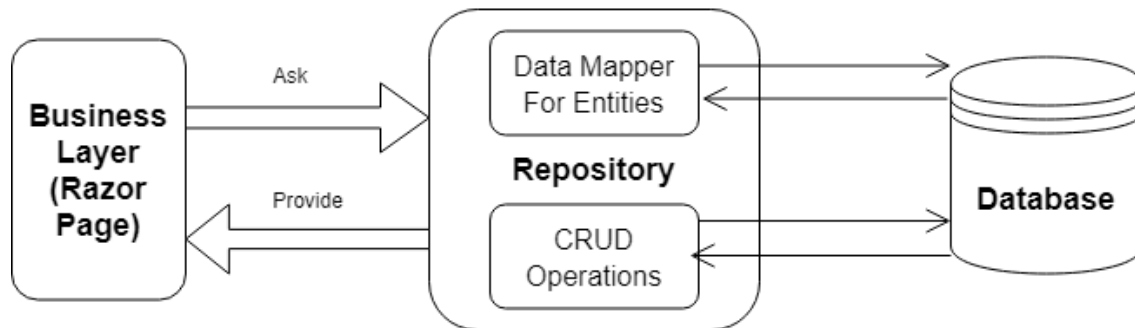 Business
Layer
(Razor
Page)
Ask
Provide
Data Mapper
For Entities
Repository
CRUD
Operations
Database